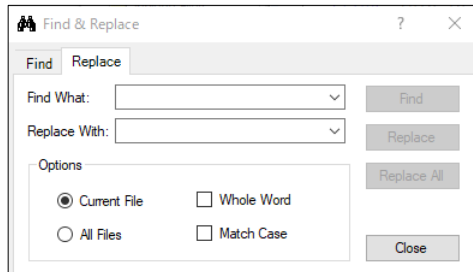 Find & Replace ?
Find Replace
Find What: Find
Replace With: Replace
Options Replace All
Current File Whole Word
All Files Match Case
Close